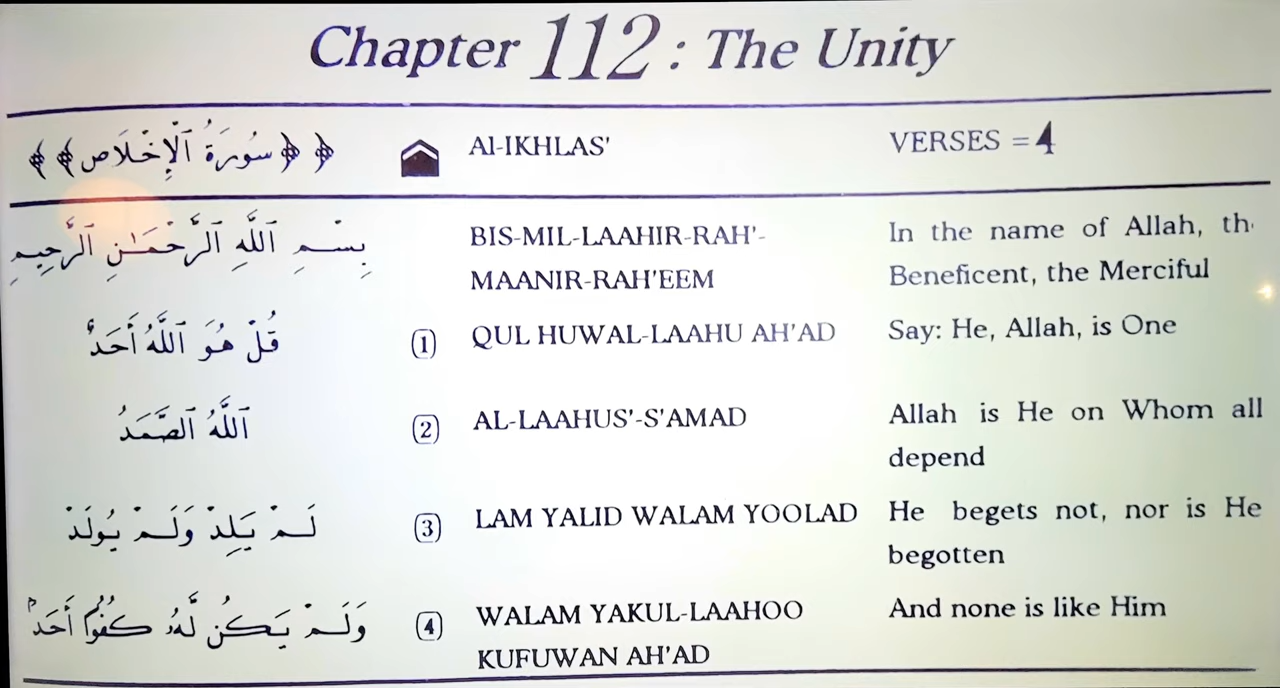 Chapter 112 : The Unity
﴿﴿ سُورَةُ ٱلْإِخْلَاص ﴾﴾ Al-IKHLAS' VERSES = 4
بِسْمِ ٱللَّهِ ٱلرَّحْمَـٰنِ ٱلرَّحِيمِ BIS-MIL-LAAHIR-RAH'- In the name of Allah, th
MAANIR-RAH'EEM Beneficent, the Merciful
قُلْ هُوَ ٱللَّهُ أَحَدٌ (1) QUL HUWAL-LAAHU AH'AD Say: He, Allah, is One
ٱللَّهُ ٱلصَّمَدُ (2) AL-LAAHUS'-S'AMAD Allah is He on Whom all
depend
لَمْ يَلِدْ وَلَمْ يُولَدْ (3) LAM YALID WALAM YOOLAD He begets not, nor is He
begotten
وَلَمْ يَكُن لَّهُۥ كُفُوًا أَحَدٌ (4) WALAM YAKUL-LAAHOO And none is like Him
KUFUWAN AH'AD